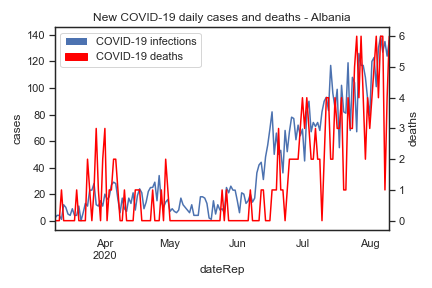 New COVID-19 daily cases and deaths - Albania
COVID-19 infections
COVID-19 deaths
140
120
100
80
60
40
20
0
cases
6
5
4
3
2
1
0
deaths
Apr
2020
May
Jun
Jul
Aug
dateRep